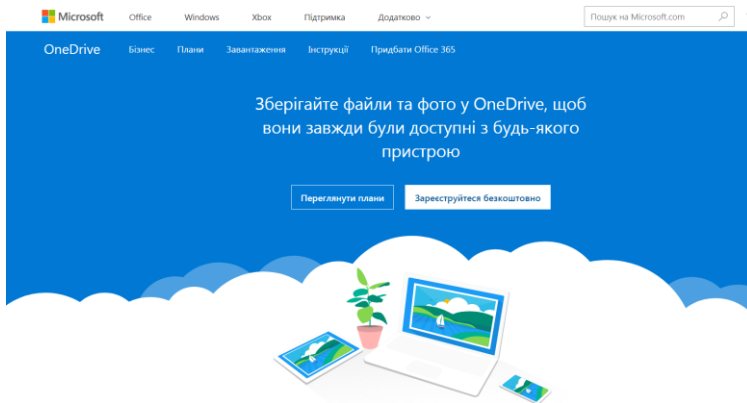 Microsoft Office Windows Xbox Підтримка Додатково Пошук на Microsoft.com
OneDrive Бізнес Плани Завантаження Інструкції Придбати Office 365
Зберігайте файли та фото у OneDrive, щоб
вони завжди були доступні з будь-якого
пристрою
Переглянути плани Зареєструйтеся безкоштовно